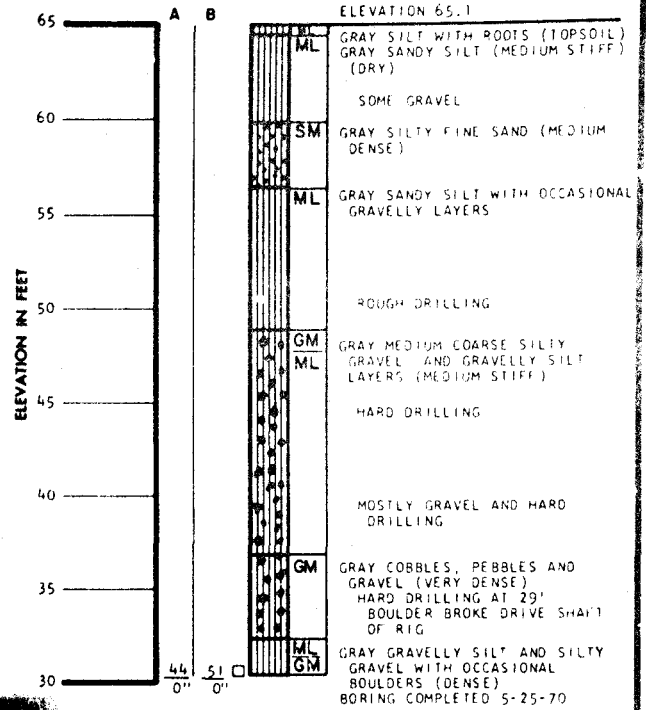 A B
ELEVATION 65.1
65
ML
GRAY SILT WITH ROOTS (TOPSOIL)
ML
GRAY SANDY SILT (MEDIUM STIFF)
(DRY)
SOME GRAVEL
60
SM
GRAY SILTY FINE SAND (MEDIUM
DENSE)
ML
GRAY SANDY SILT WITH OCCASIONAL
GRAVELLY LAYERS
55
ROUGH DRILLING
50
ELEVATION IN FEET
GM
ML
GRAY MEDIUM COARSE SILTY
GRAVEL AND GRAVELLY SILT
LAYERS (MEDIUM STIFF)
45
HARD DRILLING
40
MOSTLY GRAVEL AND HARD
DRILLING
GM
GRAY COBBLES, PEBBLES AND
GRAVEL (VERY DENSE)
35
HARD DRILLING AT 29'
BOULDER BROKE DRIVE SHAFT
OF RIG
ML
GM
GRAY GRAVELLY SILT AND SILTY
GRAVEL WITH OCCASIONAL
BOULDERS (DENSE)
30
44
0"
51
0"
BORING COMPLETED 5-25-70